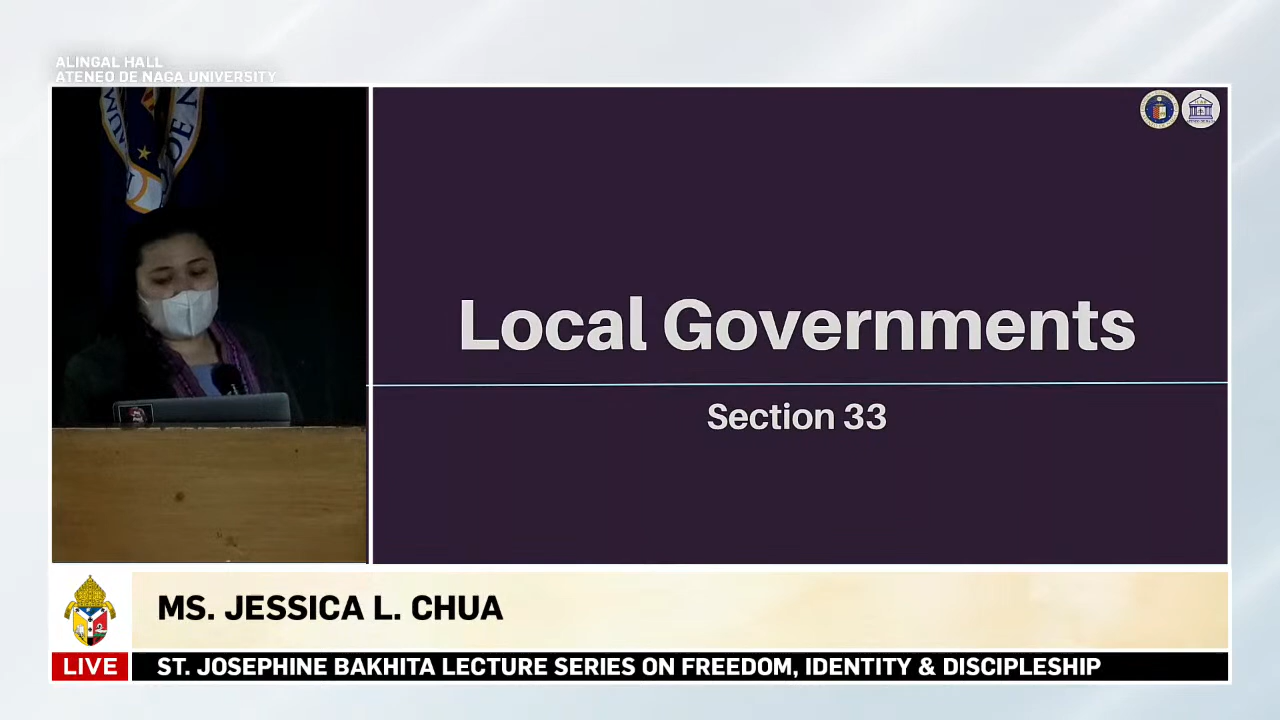 ALINGAL HALL
ATENEO DE NAGA UNIVERSITY
Local Governments
Section 33
MS. JESSICA L. CHUA
LIVE
ST. JOSEPHINE BAKHITA LECTURE SERIES ON FREEDOM, IDENTITY & DISCIPLESHIP